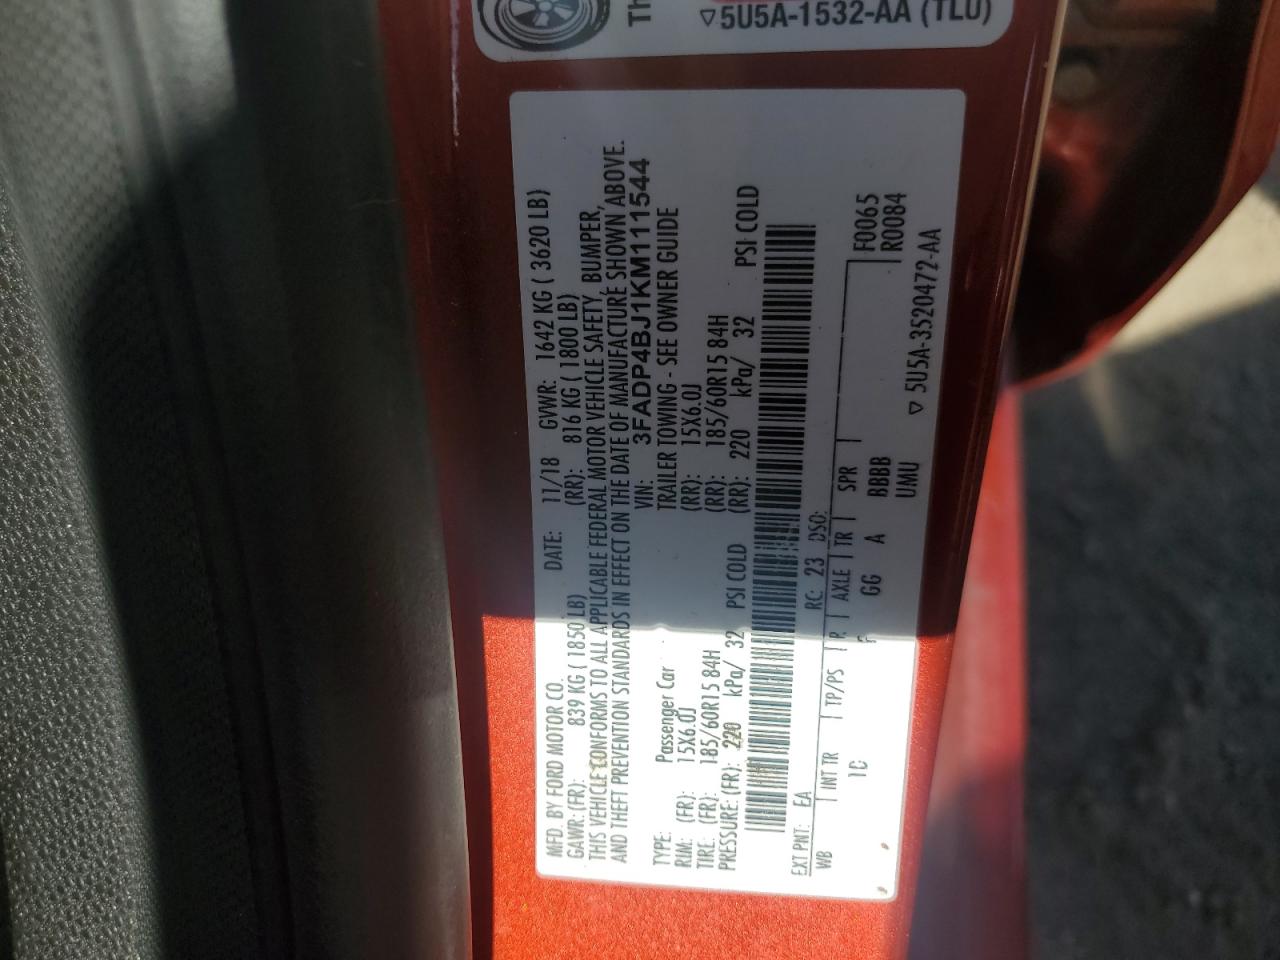 Th
▽5U5A-1532-AA (TLU)
MFD. BY FORD MOTOR CO. DATE: 11/18 GVWR: 1642 KG ( 3620 LB)
GAWR:(FR): 839 KG ( 1850 LB) (RR): 816 KG ( 1800 LB)
THIS VEHICLE CONFORMS TO ALL APPLICABLE FEDERAL MOTOR VEHICLE SAFETY, BUMPER,
AND THEFT PREVENTION STANDARDS IN EFFECT ON THE DATE OF MANUFACTURE SHOWN ABOVE.
VIN: 3FADP4BJ1KM111544
TYPE: Passenger Car TRAILER TOWING - SEE OWNER GUIDE
RIM: (FR): 15X6.0J (RR): 15X6.0J
TIRE: (FR): 185/60R15 84H (RR): 185/60R15 84H
PRESSURE:(FR): 220 kPa/ 32 PSI COLD (RR): 220 kPa/ 32 PSI COLD
EXT PNT: EA RC: 23 DSO:
WB INT TR TP/PS R AXLE TR SPR F0065
GG A BBBB R0084
UMU
▽ 5U5A-3520472-AA